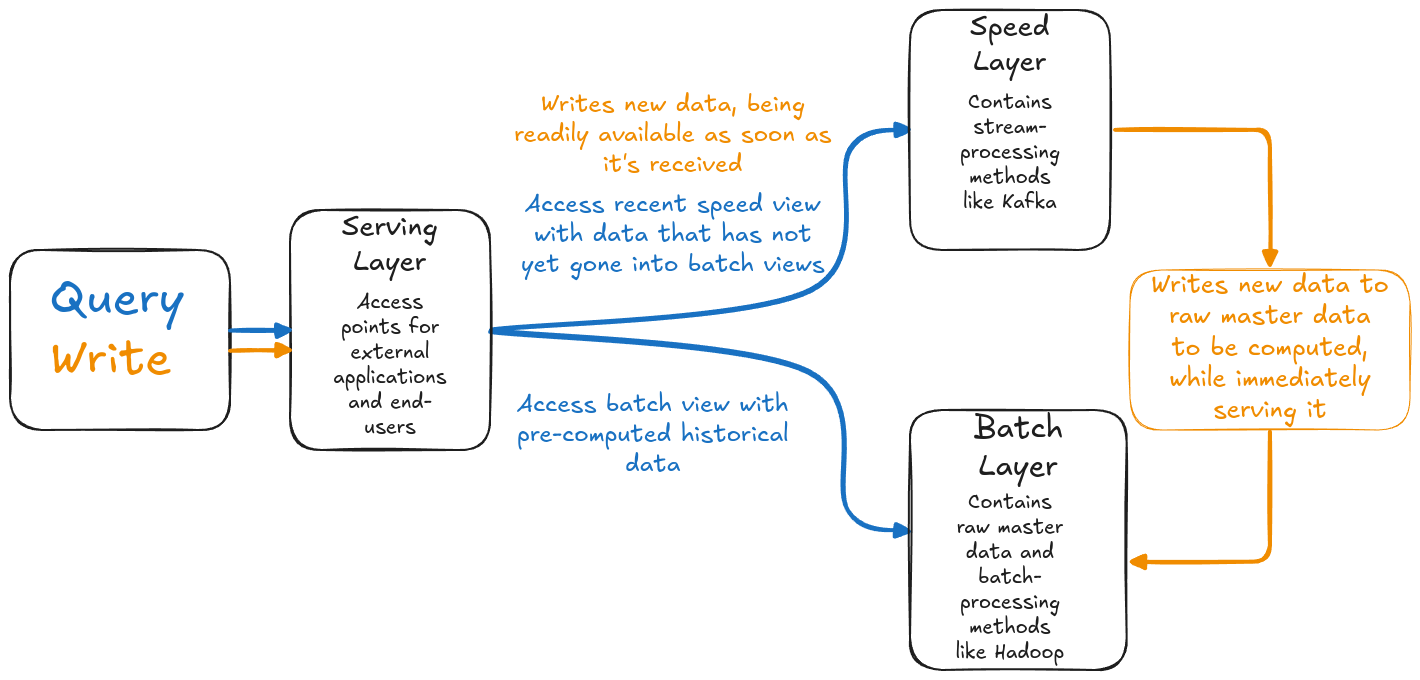 Query
Write
Serving
Layer
Access
points for
external
applications
and end-
users
Writes new data, being
readily available as soon as
it's received
Access recent speed view
with data that has not
yet gone into batch views
Access batch view with
pre-computed historical
data
Speed
Layer
Contains
stream-
processing
methods
like Kafka
Writes new data to
raw master data
to be computed,
while immediately
serving it
Batch
Layer
Contains
raw master
data and
batch-
processing
methods
like Hadoop